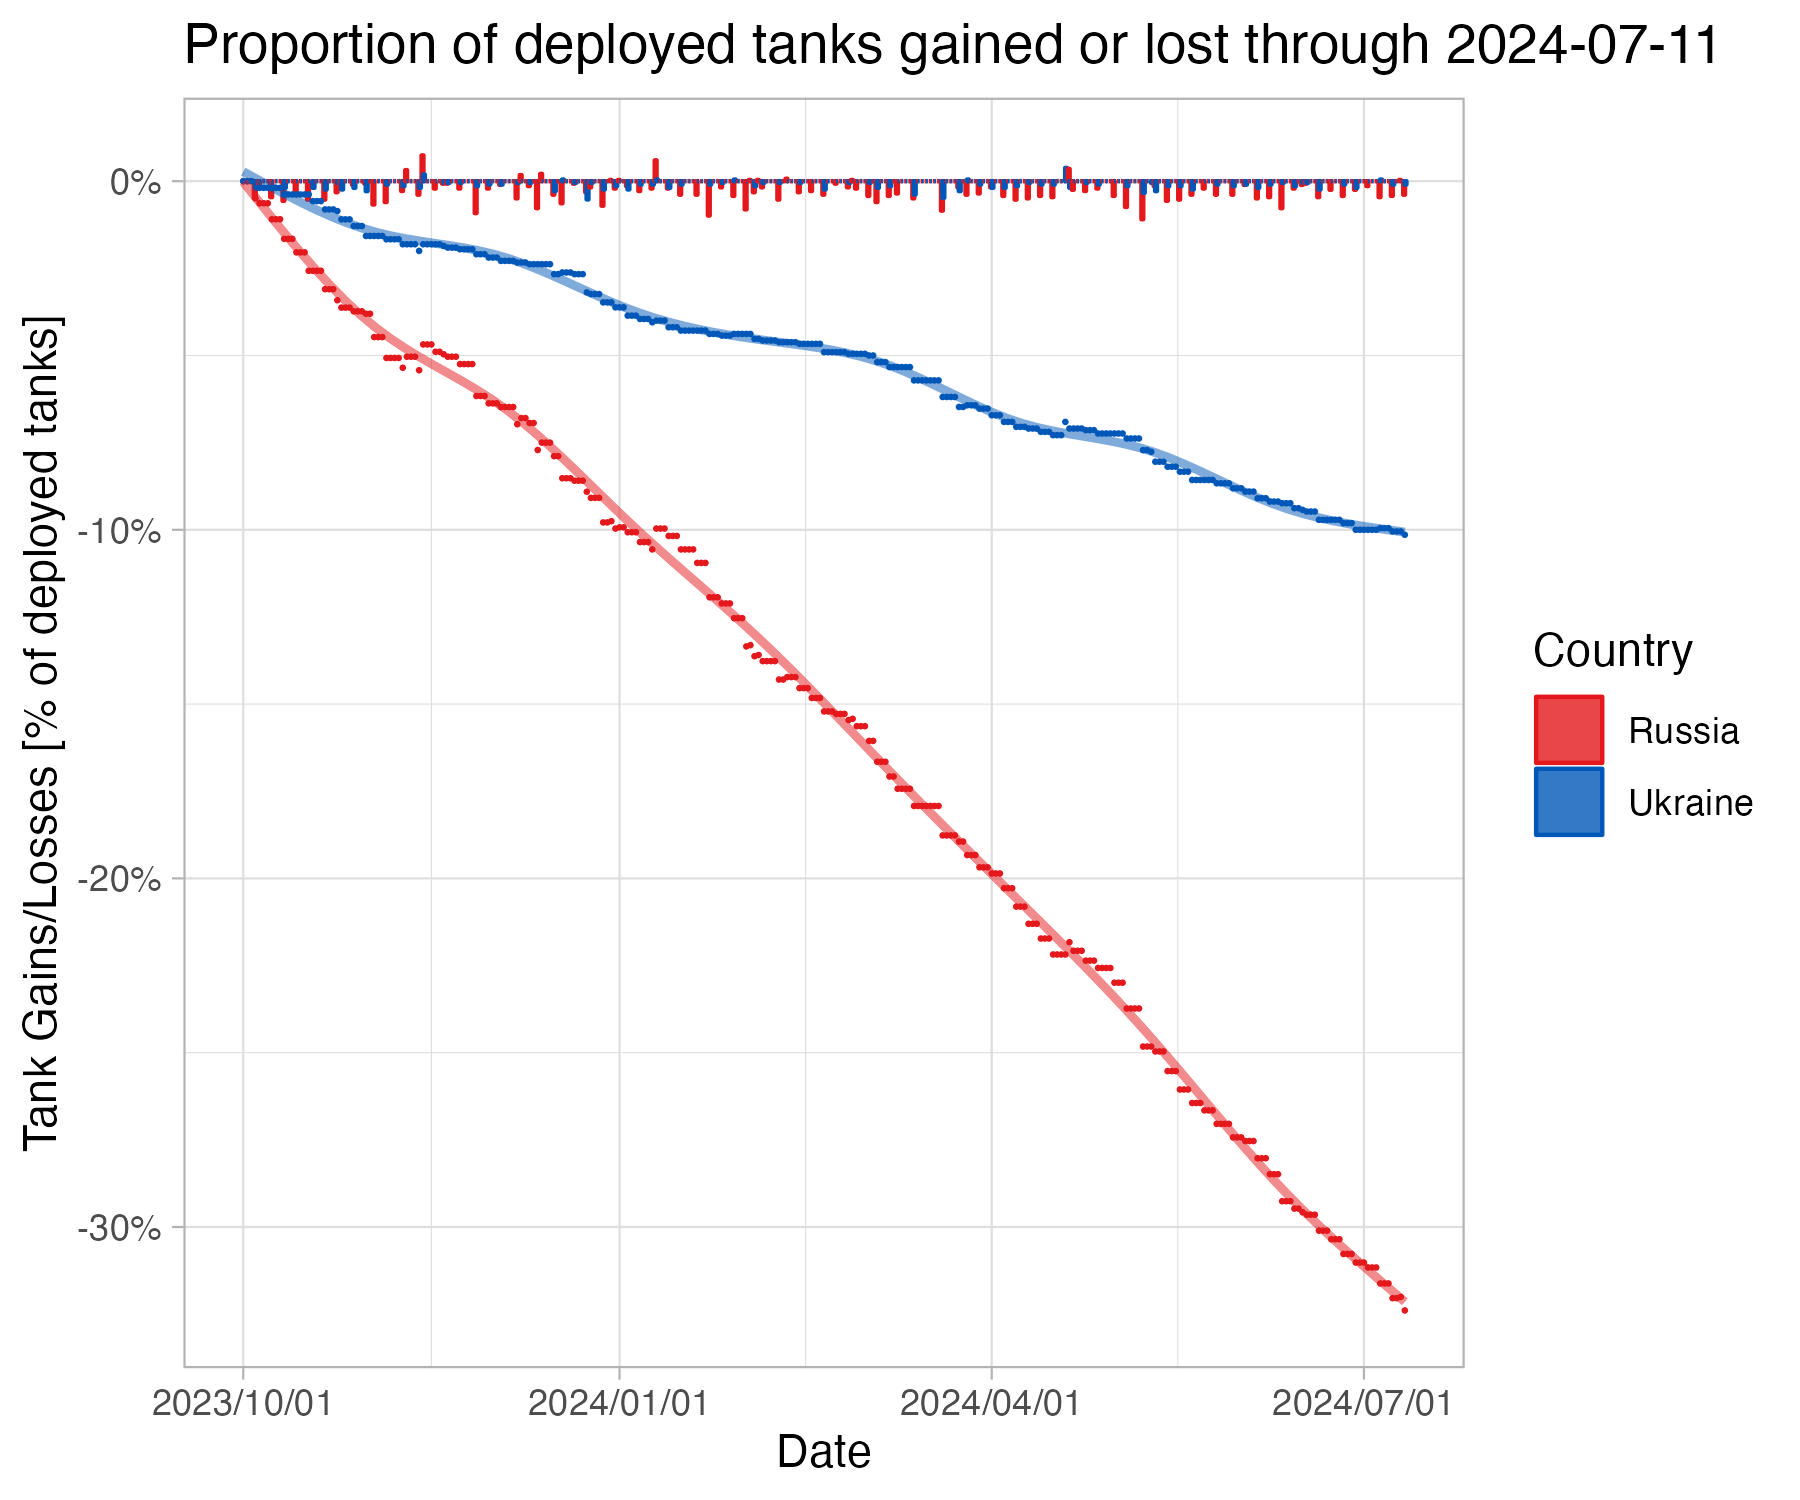 Proportion of deployed tanks gained or lost through 2024-07-11
Tank Gains/Losses [% of deployed tanks]
0%
-10%
-20%
-30%
2023/10/01
2024/01/01
2024/04/01
2024/07/01
Date
Country
Russia
Ukraine